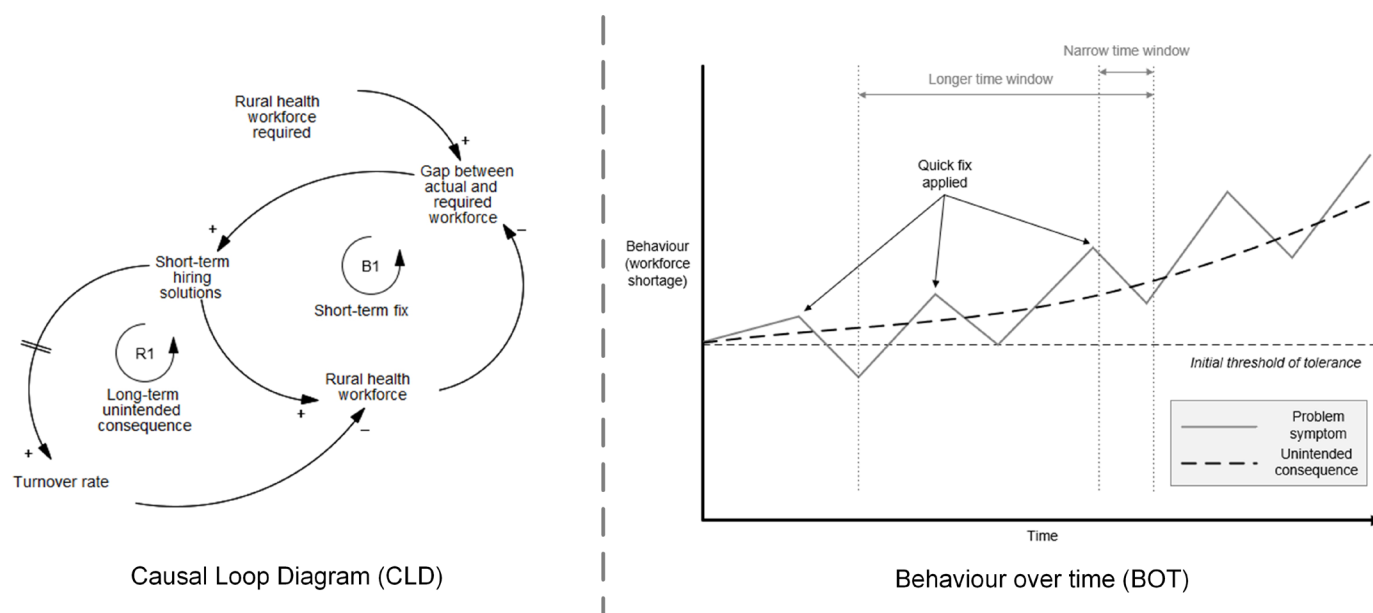 Rural health
workforce
required
+
Gap between
actual and
required
workforce
+
–
Short-term
hiring
solutions
B1
Short-term fix
R1
Long-term
unintended
consequence
Rural health
workforce
+
–
+
Turnover rate
Causal Loop Diagram (CLD)
Narrow time window
Longer time window
Quick fix
applied
Behaviour
(workforce
shortage)
Initial threshold of tolerance
Problem
symptom
Unintended
consequence
Time
Behaviour over time (BOT)